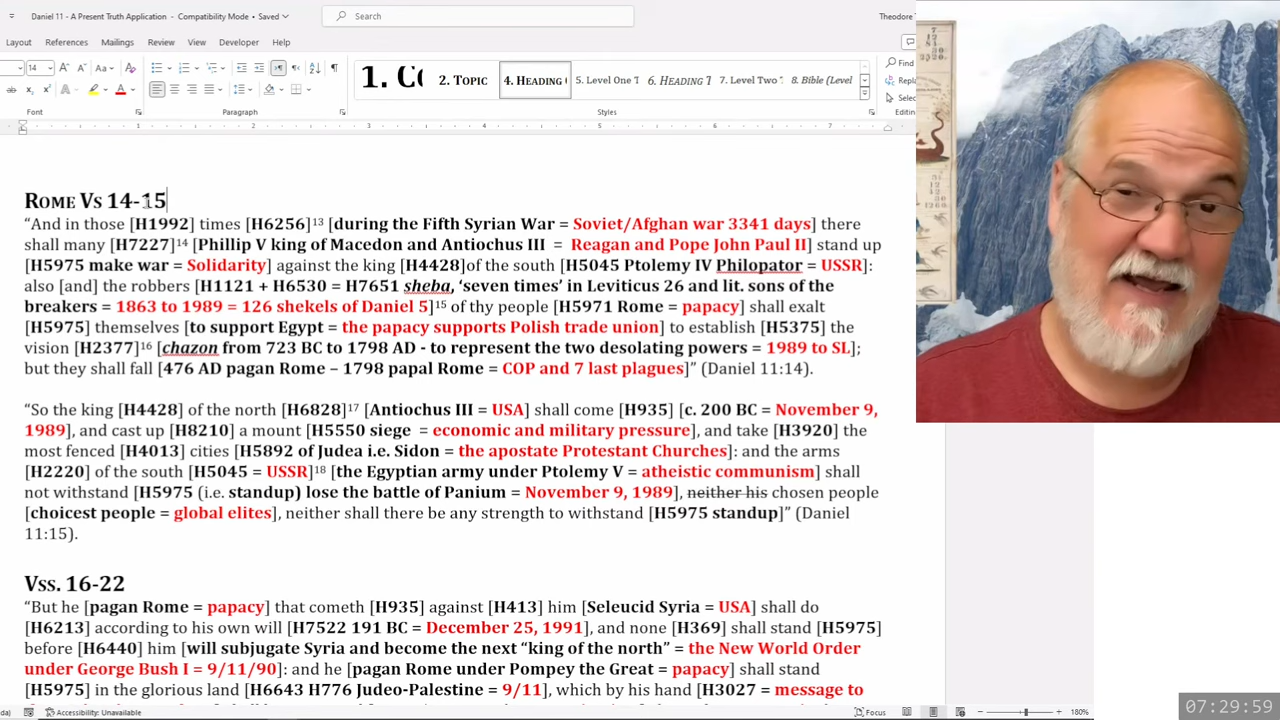 Daniel 11 - A Present Truth Application - Compatibility Mode • Saved
Search
Theodore
Layout References Mailings Review View Developer Help
14
Find
1. Co
2. Topic
4. Heading
5. Level One
6. Heading
7. Level Two
8. Bible (Level
Font Paragraph Styles
Rome Vs 14-15
“And in those [H1992] times [H6256]13 [during the Fifth Syrian War = Soviet/Afghan war 3341 days] there
shall many [H7227]14 [Phillip V king of Macedon and Antiochus III = Reagan and Pope John Paul II] stand up
[H5975 make war = Solidarity] against the king [H4428]of the south [H5045 Ptolemy IV Philopator = USSR]:
also [and] the robbers [H1121 + H6530 = H7651 sheba, ‘seven times’ in Leviticus 26 and lit. sons of the
breakers = 1863 to 1989 = 126 shekels of Daniel 5]15 of thy people [H5971 Rome = papacy] shall exalt
[H5975] themselves [to support Egypt = the papacy supports Polish trade union] to establish [H5375] the
vision [H2377]16 [chazon from 723 BC to 1798 AD - to represent the two desolating powers = 1989 to SL];
but they shall fall [476 AD pagan Rome – 1798 papal Rome = COP and 7 last plagues]” (Daniel 11:14).
“So the king [H4428] of the north [H6828]17 [Antiochus III = USA] shall come [H935] [c. 200 BC = November 9,
1989], and cast up [H8210] a mount [H5550 siege = economic and military pressure], and take [H3920] the
most fenced [H4013] cities [H5892 of Judea i.e. Sidon = the apostate Protestant Churches]: and the arms
[H2220] of the south [H5045 = USSR]18 [the Egyptian army under Ptolemy V = atheistic communism] shall
not withstand [H5975 (i.e. standup) lose the battle of Panium = November 9, 1989], neither his chosen people
[choicest people = global elites], neither shall there be any strength to withstand [H5975 standup]” (Daniel
11:15).
Vss. 16-22
“But he [pagan Rome = papacy] that cometh [H935] against [H413] him [Seleucid Syria = USA] shall do
[H6213] according to his own will [H7522 191 BC = December 25, 1991], and none [H369] shall stand [H5975]
before [H6440] him [will subjugate Syria and become the next “king of the north” = the New World Order
under George Bush I = 9/11/90]: and he [pagan Rome under Pompey the Great = papacy] shall stand
[H5975] in the glorious land [H6643 H776 Judeo-Palestine = 9/11], which by his hand [H3027 = message to
Accessibility: Unavailable
Focus
180%
07:29:59